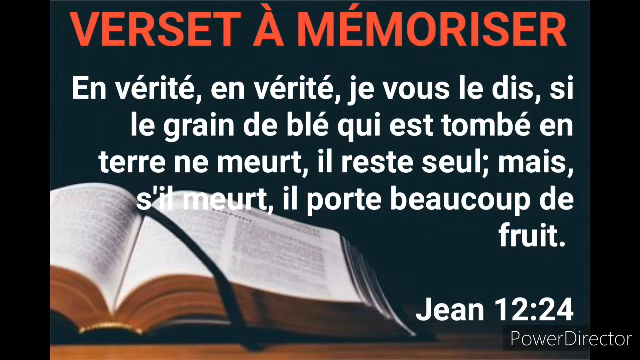 VERSET À MÉMORISER
En vérité, en vérité, je vous le dis, si
le grain de blé qui est tombé en
terre ne meurt, il reste seul; mais,
s'il meurt, il porte beaucoup de
fruit.
Jean 12:24
PowerDirector